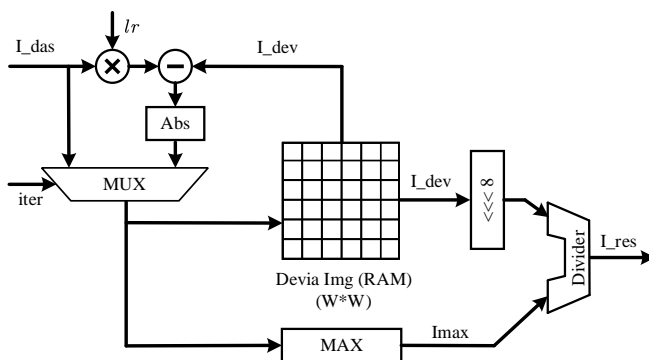 I_das
lr
I_dev
Abs
MUX
iter
I_dev
<<< 8
Divider
I_res
Devia Img (RAM)
(W*W)
MAX
Imax